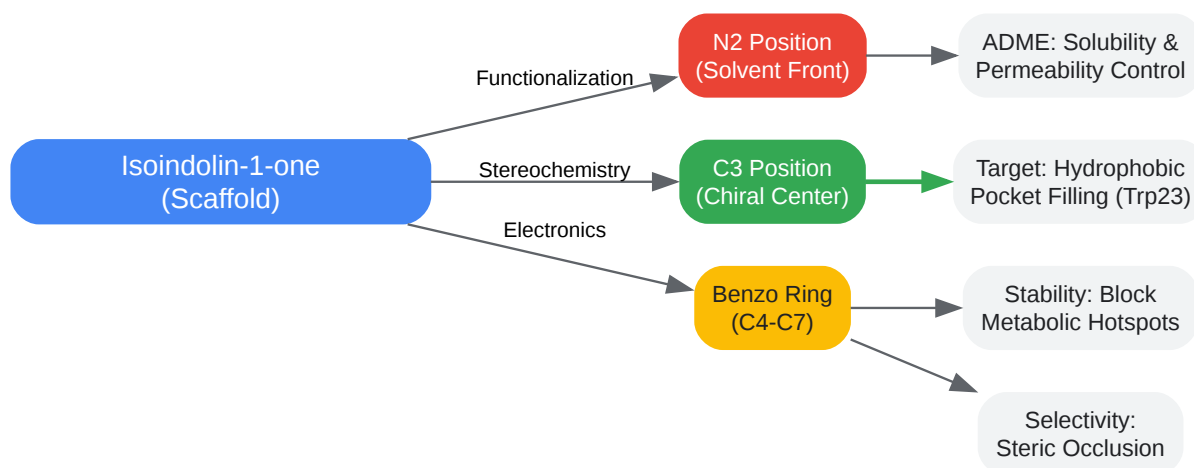 Isoindolin-1-one
(Scaffold)
Functionalization
Stereochemistry
Electronics
N2 Position
(Solvent Front)
C3 Position
(Chiral Center)
Benzo Ring
(C4-C7)
ADME: Solubility &
Permeability Control
Target: Hydrophobic
Pocket Filling (Trp23)
Stability: Block
Metabolic Hotspots
Selectivity:
Steric Occlusion